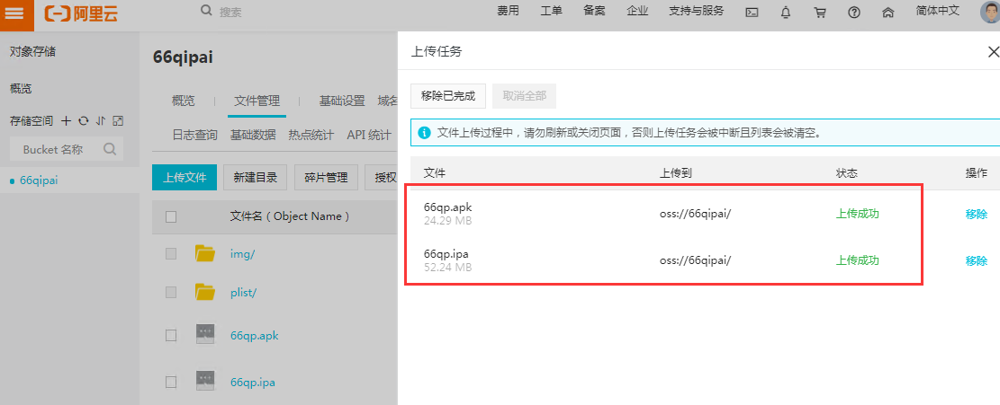 阿里云
搜索
费用
工单
备案
企业
支持与服务
简体中文
对象存储
概览
存储空间
Bucket 名称
66qipai
66qipai
概览
文件管理
基础设置
域名
日志查询
基础数据
热点统计
API 统计
上传文件
新建目录
碎片管理
授权
文件名（Object Name）
img/
plist/
66qp.apk
66qp.ipa
上传任务
移除已完成
取消全部
文件上传过程中，请勿刷新或关闭页面，否则上传任务会被中断且列表会被清空。
文件 上传到 状态 操作
66qp.apk
24.29 MB
oss://66qipai/
上传成功
移除
66qp.ipa
52.24 MB
oss://66qipai/
上传成功
移除